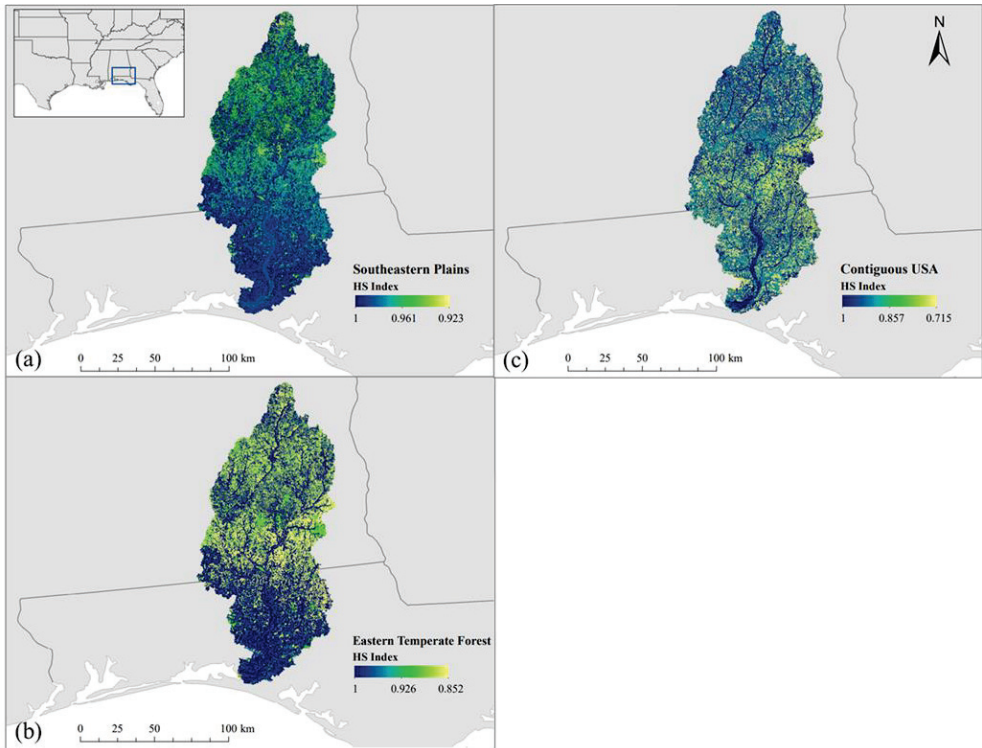 Southeastern Plains
HS Index
1 0.961 0.923
(a)
0 25 50 100 km
N
Contiguous USA
HS Index
1 0.857 0.715
(c)
0 25 50 100 km
Eastern Temperate Forest
HS Index
1 0.926 0.852
(b)
0 25 50 100 km